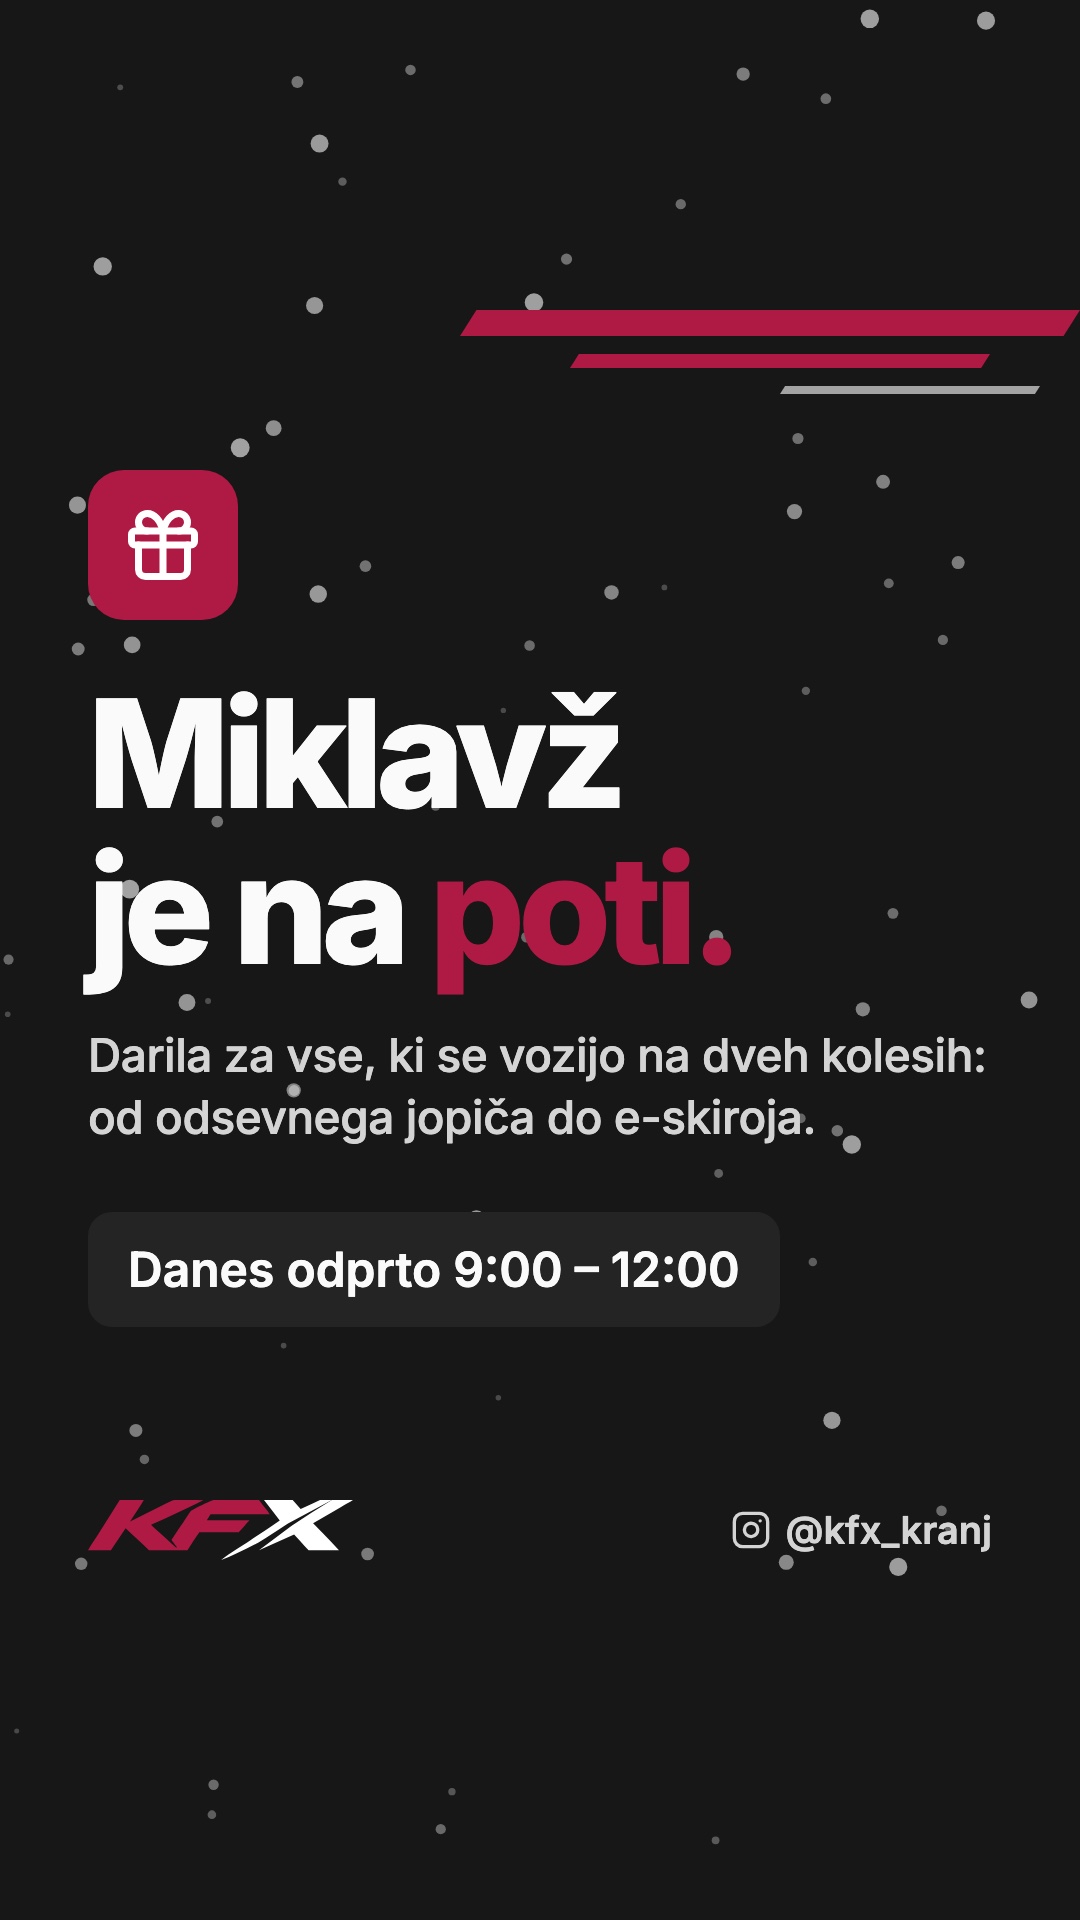 Miklavž
je na poti.
Darila za vse, ki se vozijo na dveh kolesih:
od odsevnega jopiča do e-skiroja.
Danes odprto 9:00 – 12:00
KFX
@kfx_kranj